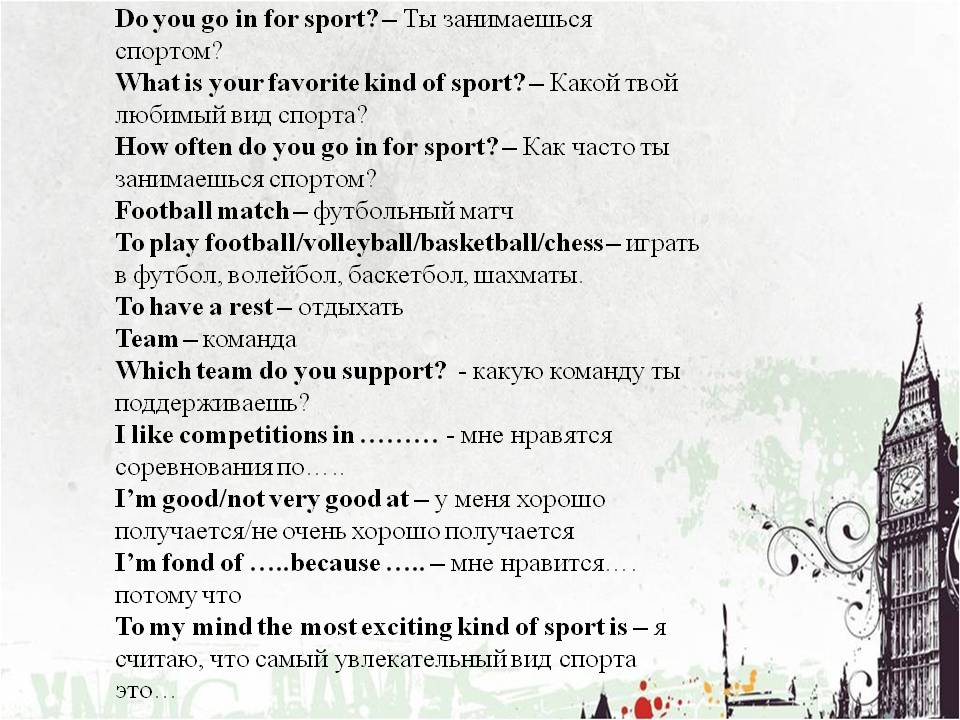 Do you go in for sport? – Ты занимаешься
спортом?
What is your favorite kind of sport? – Какой твой
любимый вид спорта?
How often do you go in for sport? – Как часто ты
занимаешься спортом?
Football match – футбольный матч
To play football/volleyball/basketball/chess – играть
в футбол, волейбол, баскетбол, шахматы.
To have a rest – отдыхать
Team – команда
Which team do you support?  - какую команду ты
поддерживаешь?
I like competitions in ……… - мне нравятся
соревнования по…..
I’m good/not very good at – у меня хорошо
получается/не очень хорошо получается
I’m fond of …..because ….. – мне нравится….
потому что
To my mind the most exciting kind of sport is – я
считаю, что самый увлекательный вид спорта
это…